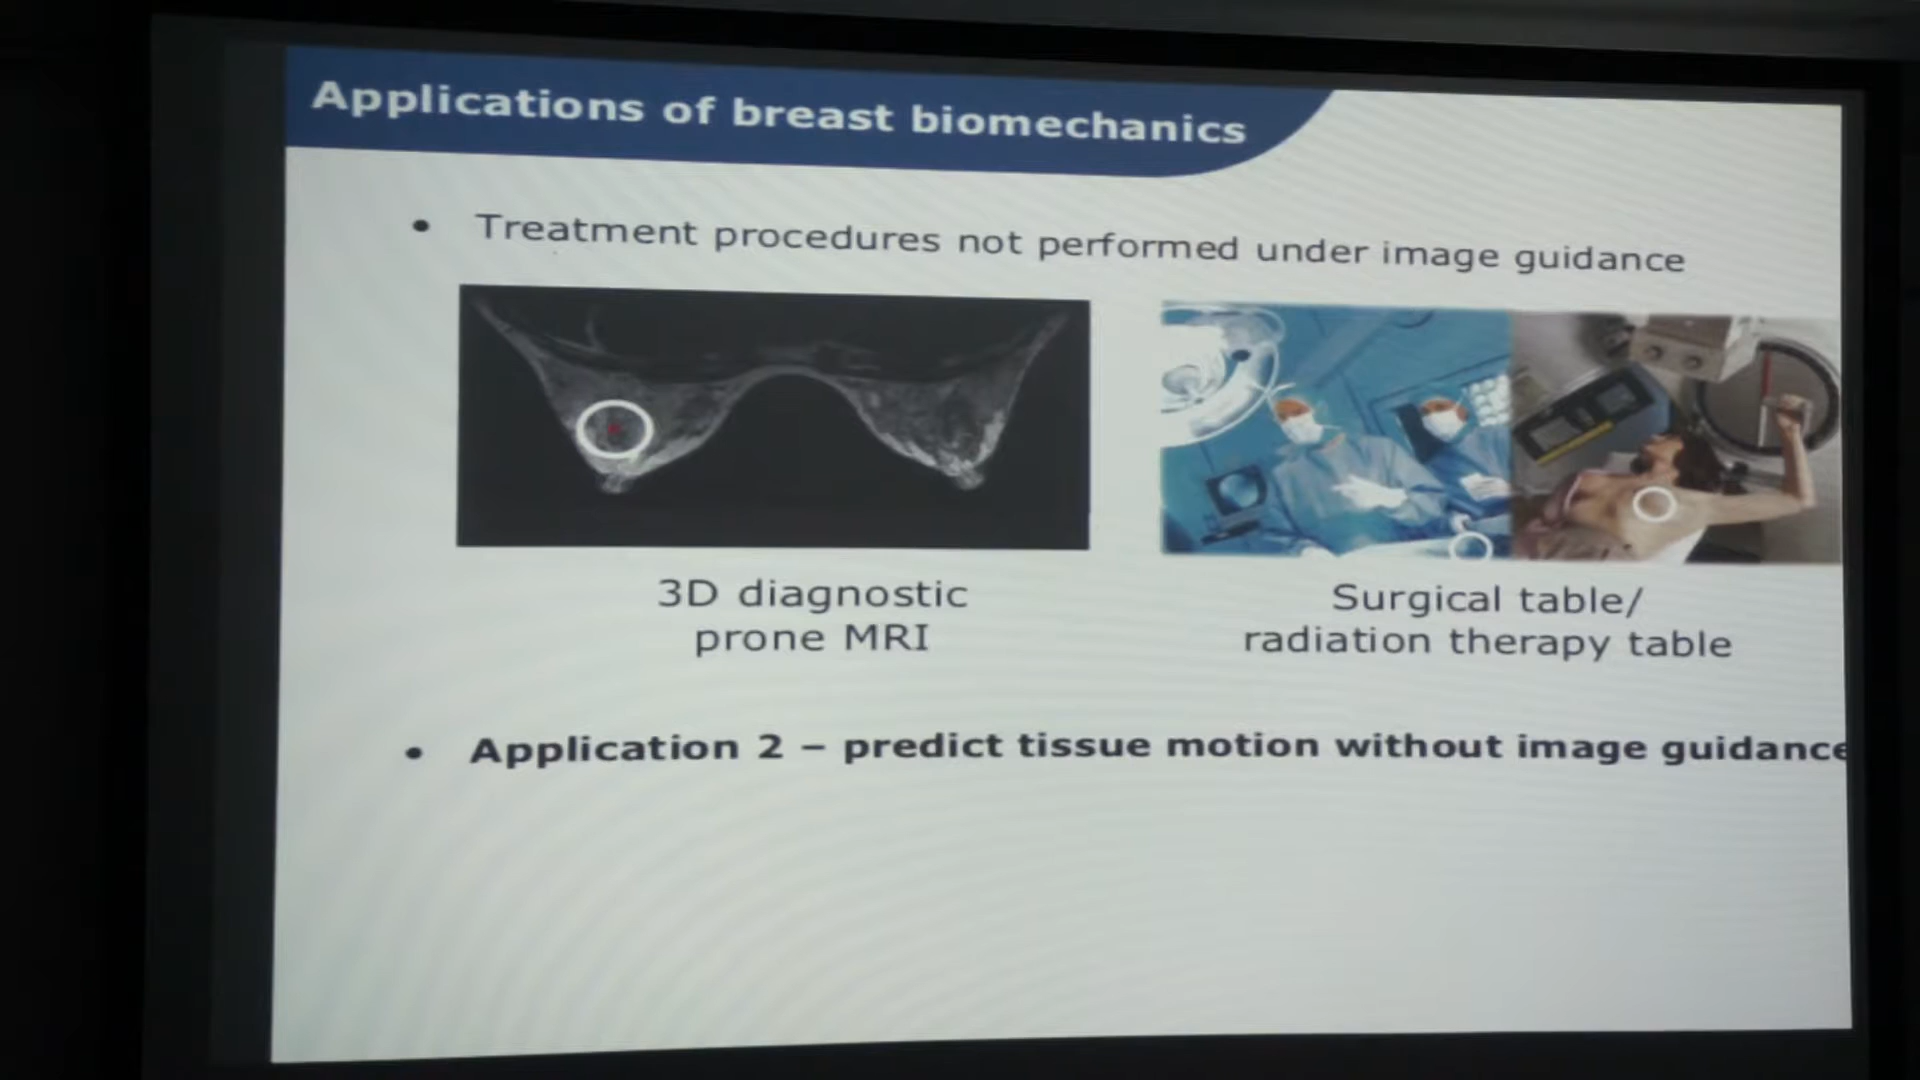 Applications of breast biomechanics
• Treatment procedures not performed under image guidance
3D diagnostic
prone MRI
Surgical table/
radiation therapy table
• Application 2 – predict tissue motion without image guidance